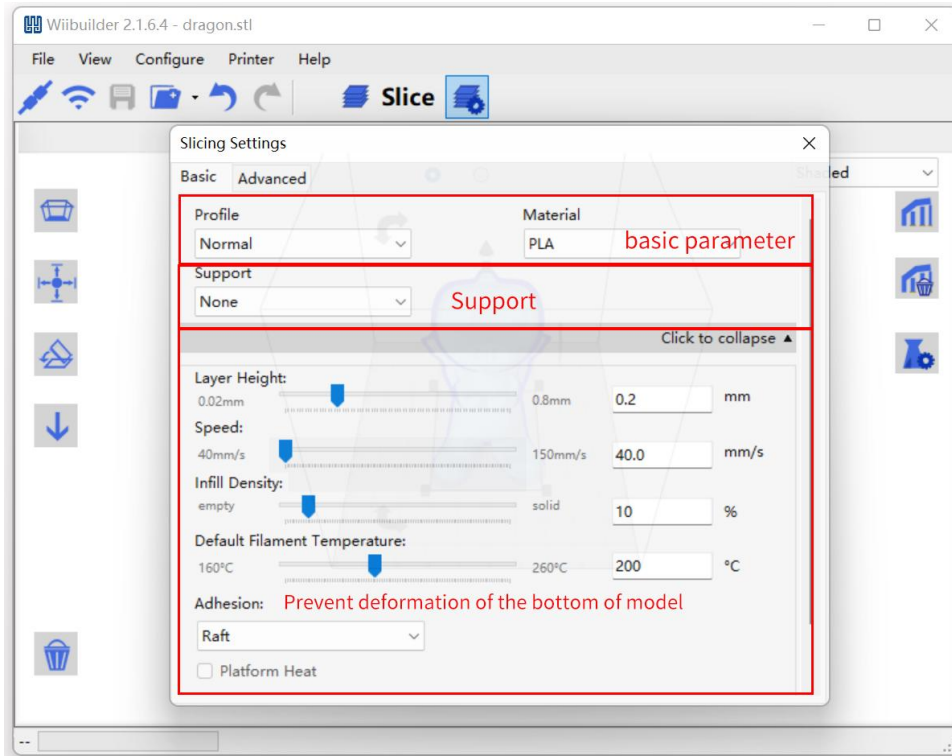 Wiibuilder 2.1.6.4 - dragon.stl
File View Configure Printer Help
Slice
Slicing Settings
Basic Advanced
Profile Material
Normal PLA basic parameter
Support
None Support
Click to collapse ▲
Layer Height:
0.02mm 0.8mm 0.2 mm
Speed:
40mm/s 150mm/s 40.0 mm/s
Infill Density:
empty solid 10 %
Default Filament Temperature:
160°C 260°C 200 °C
Adhesion: Prevent deformation of the bottom of model
Raft
Platform Heat
--